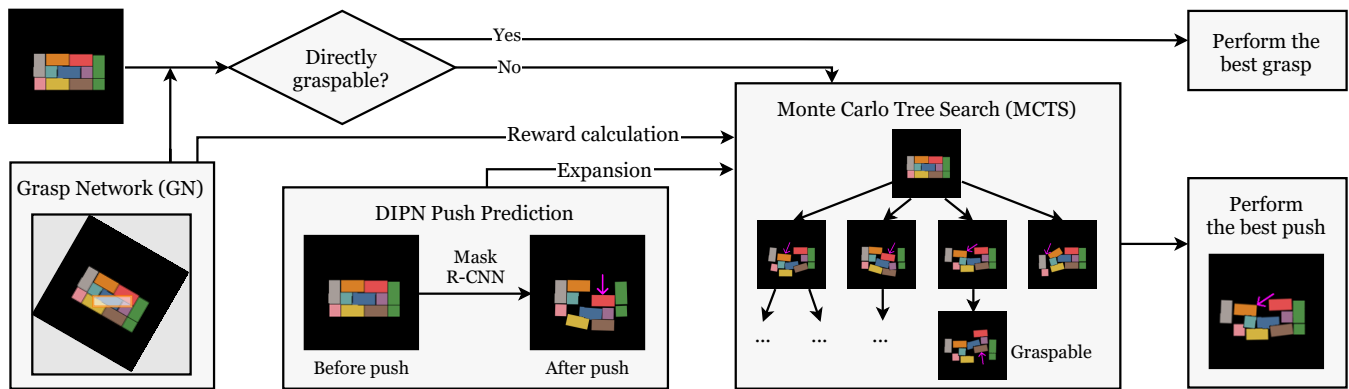 Directly
graspable?
Yes
No
Perform the
best grasp
Grasp Network (GN)
Reward calculation
Expansion
DIPN Push Prediction
Mask
R-CNN
Before push
After push
Monte Carlo Tree Search (MCTS)
...
...
...
Graspable
Perform
the best push